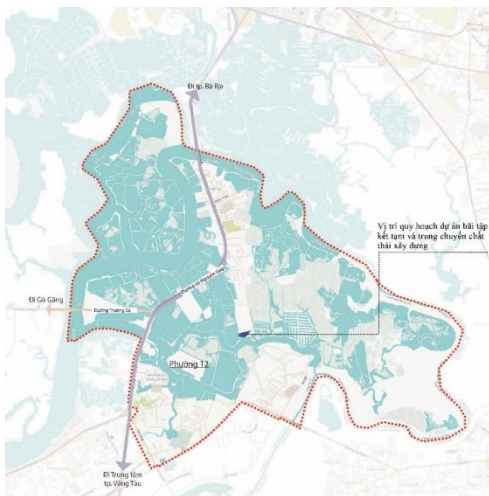 Đi tp. Bà Rịa
Vị trí quy hoạch dự án bãi tập
kết tạm và trung chuyển chất
thải xây dựng
Đi Gò Găng
Đường Trường Sa
Phường 12
Đi Trung tâm
tp. Vũng Tàu